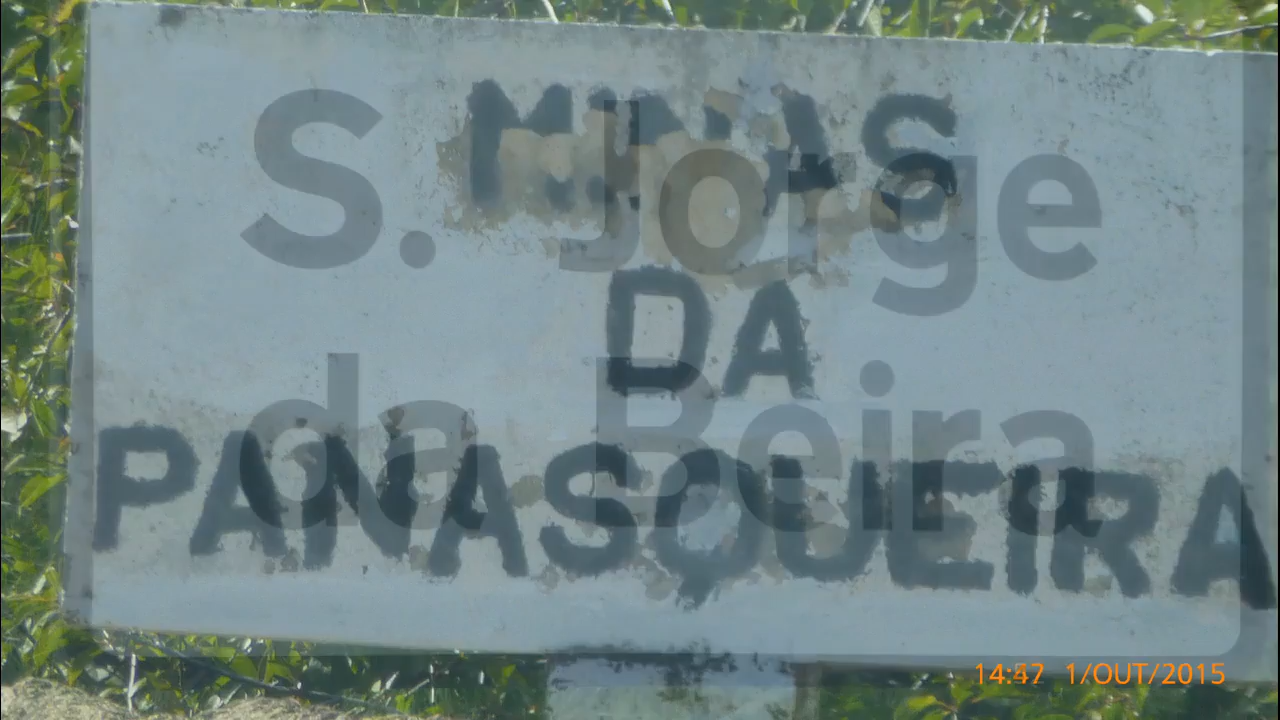 MINAS
S. Jorge
DA
da Beira
PANASQUEIRA
14:47 1/OUT/2015